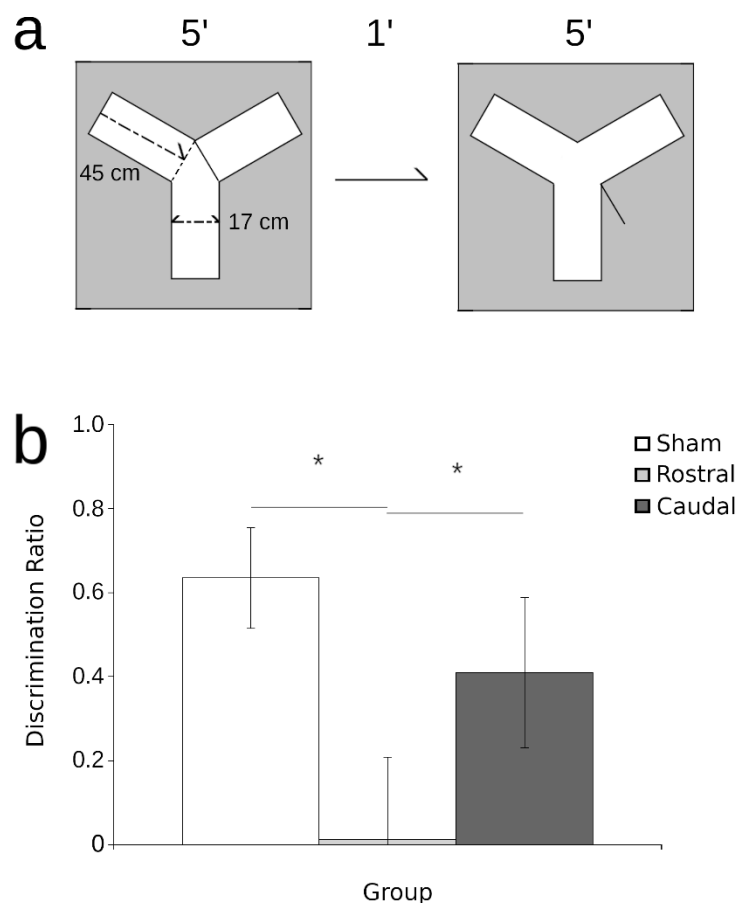 a
5' 1' 5'
45 cm
17 cm
b
1.0
0.8
0.6
0.4
0.2
0
Discrimination Ratio
* *
Sham
Rostral
Caudal
Group